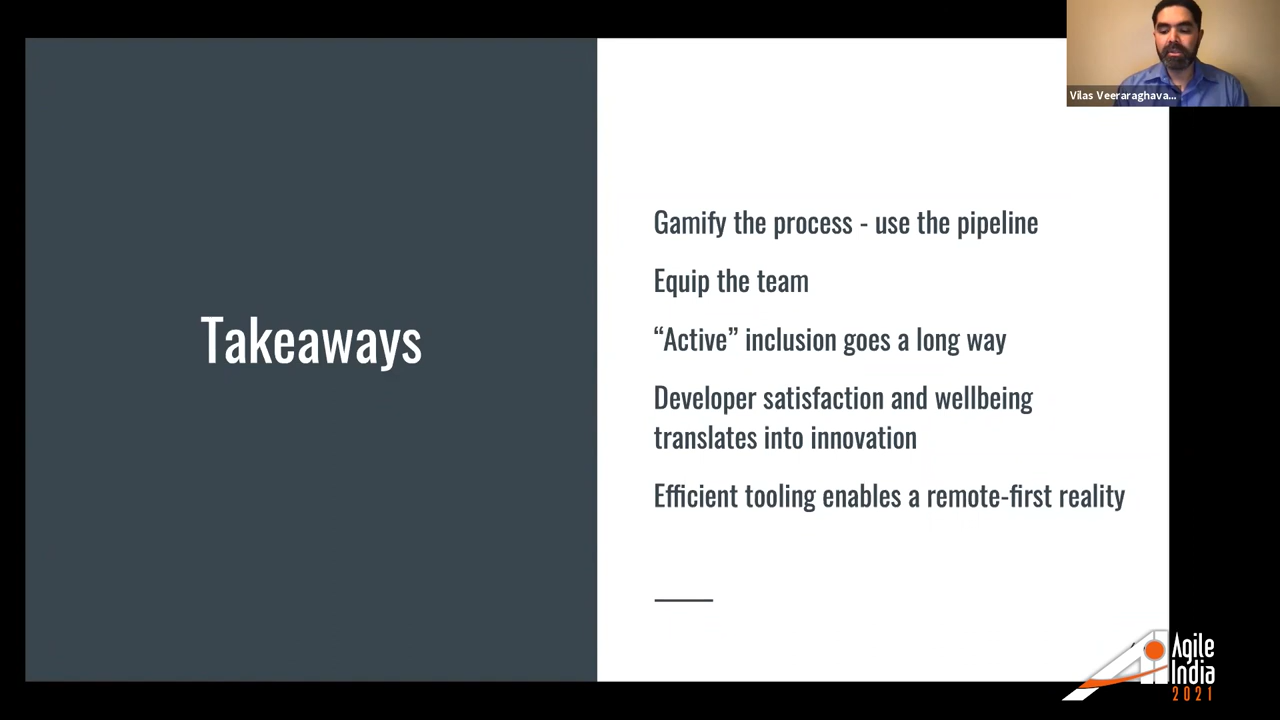 Vilas Veeraraghava...
Takeaways
Gamify the process - use the pipeline
Equip the team
“Active” inclusion goes a long way
Developer satisfaction and wellbeing
translates into innovation
Efficient tooling enables a remote-first reality
Agile
India
2021